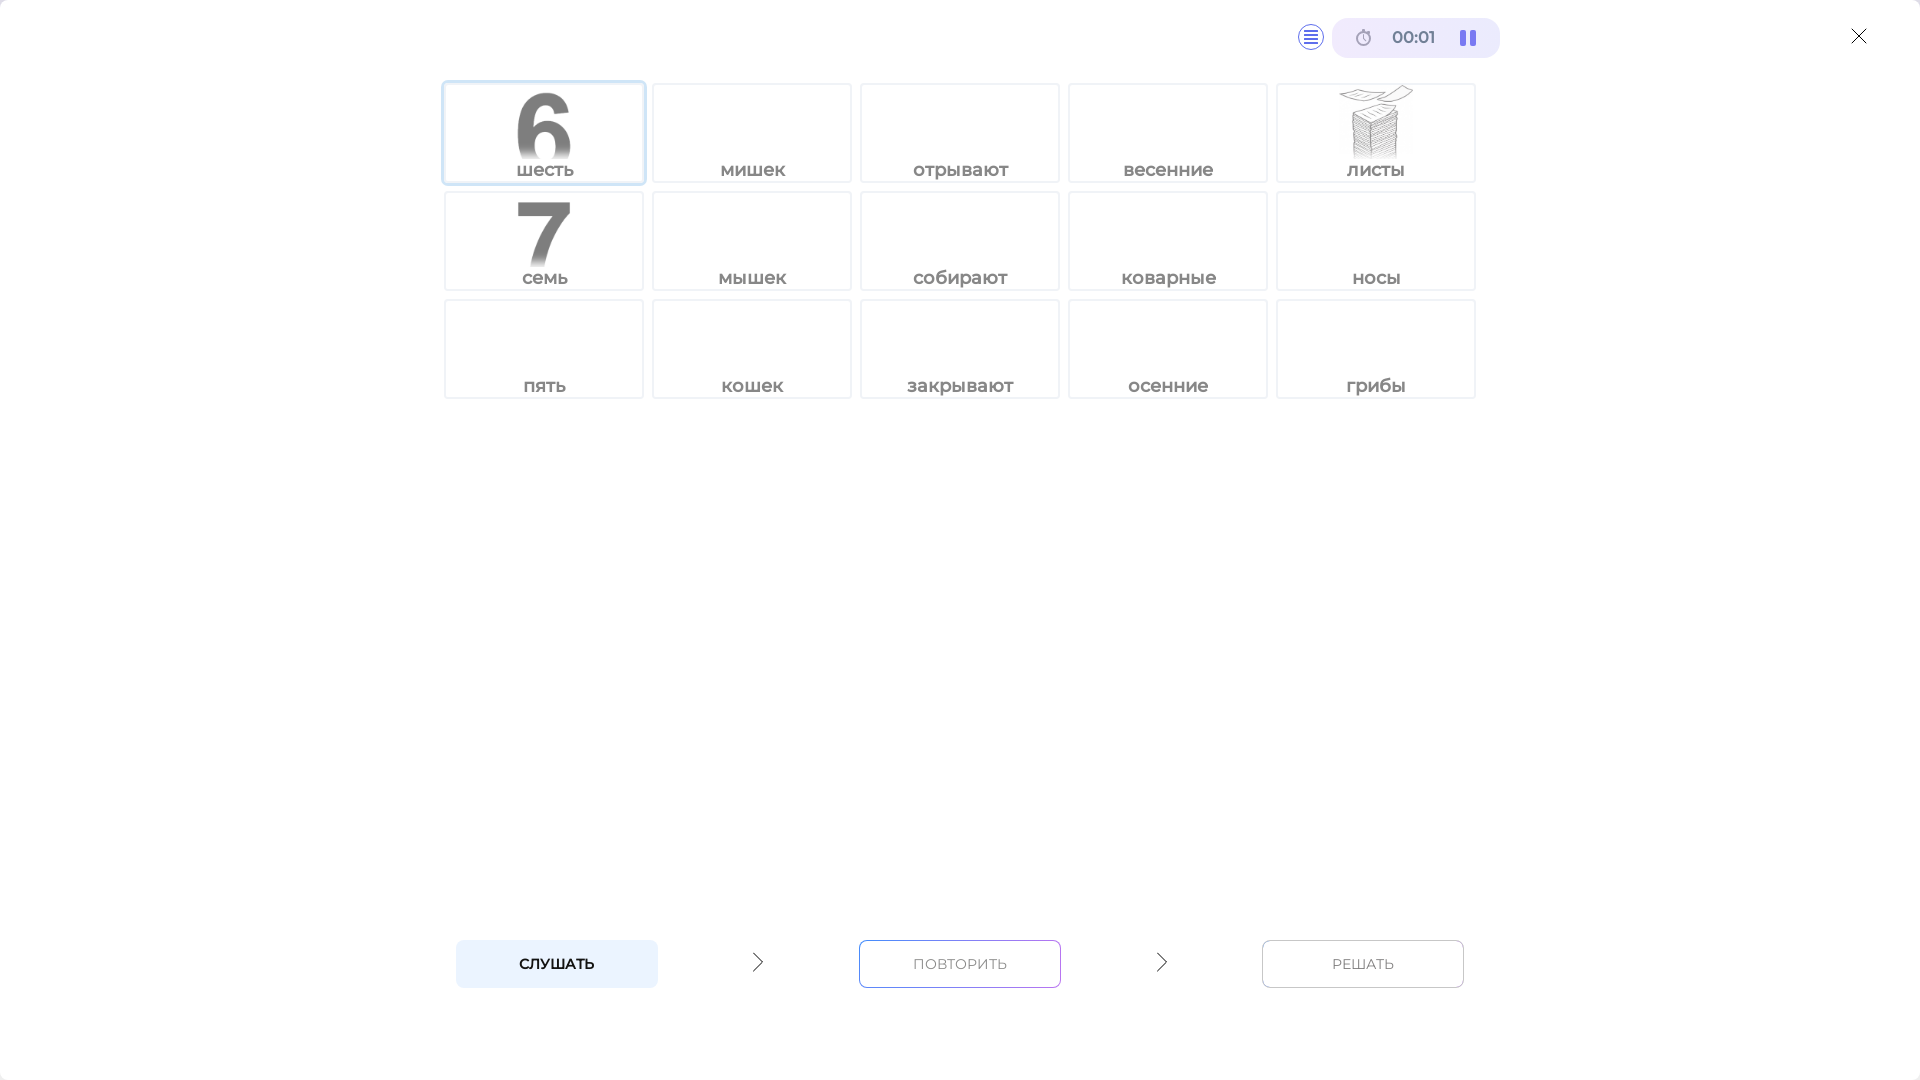 00:01
6 
шесть мишек отрывают весенние листы
7
семь мышек собирают коварные носы
пять кошек закрывают осенние грибы
СЛУШАТЬ ПОВТОРИТЬ РЕШАТЬ